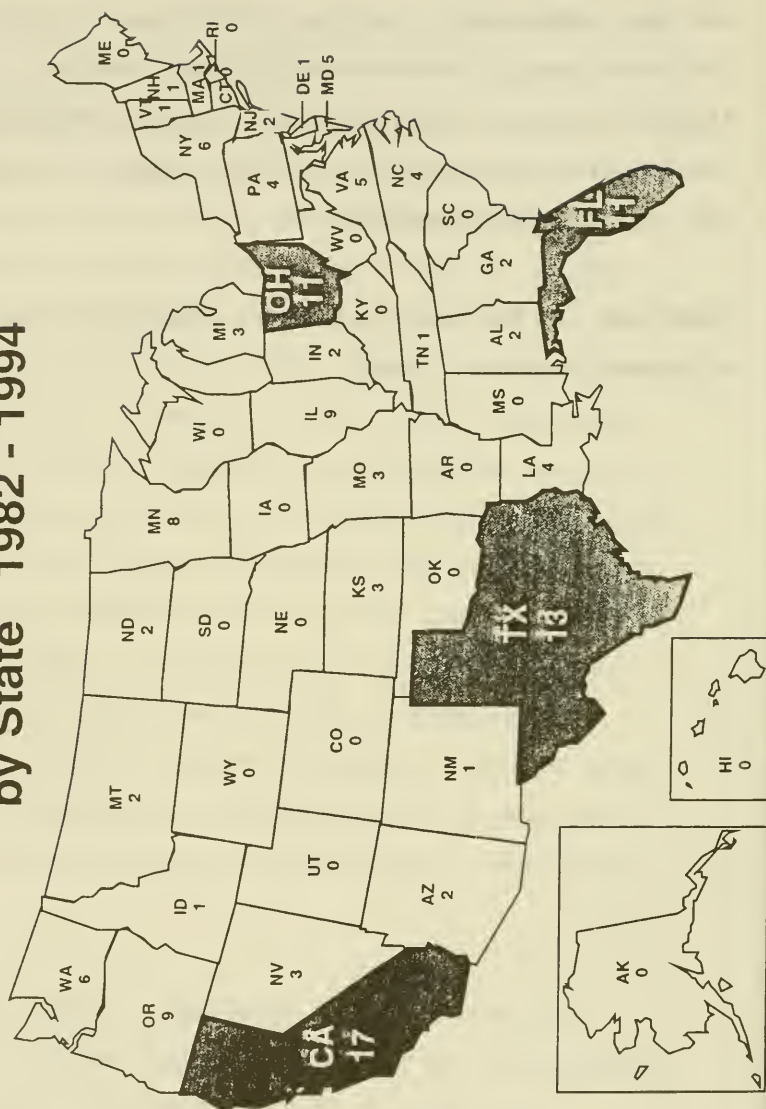 by State 1982 - 1994
WA
6
OR
9
CA
17
NV
3
ID
1
MT
2
WY
0
UT
0
AZ
2
CO
0
NM
1
ND
2
SD
0
NE
0
KS
3
OK
0
TX
13
MN
8
IA
0
MO
3
AR
0
LA
4
WI
0
IL
9
MI
3
IN
2
OH
11
KY
0
TN 1
MS
0
AL
2
GA
2
FL
11
SC
0
NC
4
VA
5
WV
0
PA
4
NY
6
VT
1
NH
1
ME
0
MA 1
RI
0
CT 0
NJ
2
DE 1
MD 5
AK
0
HI
0